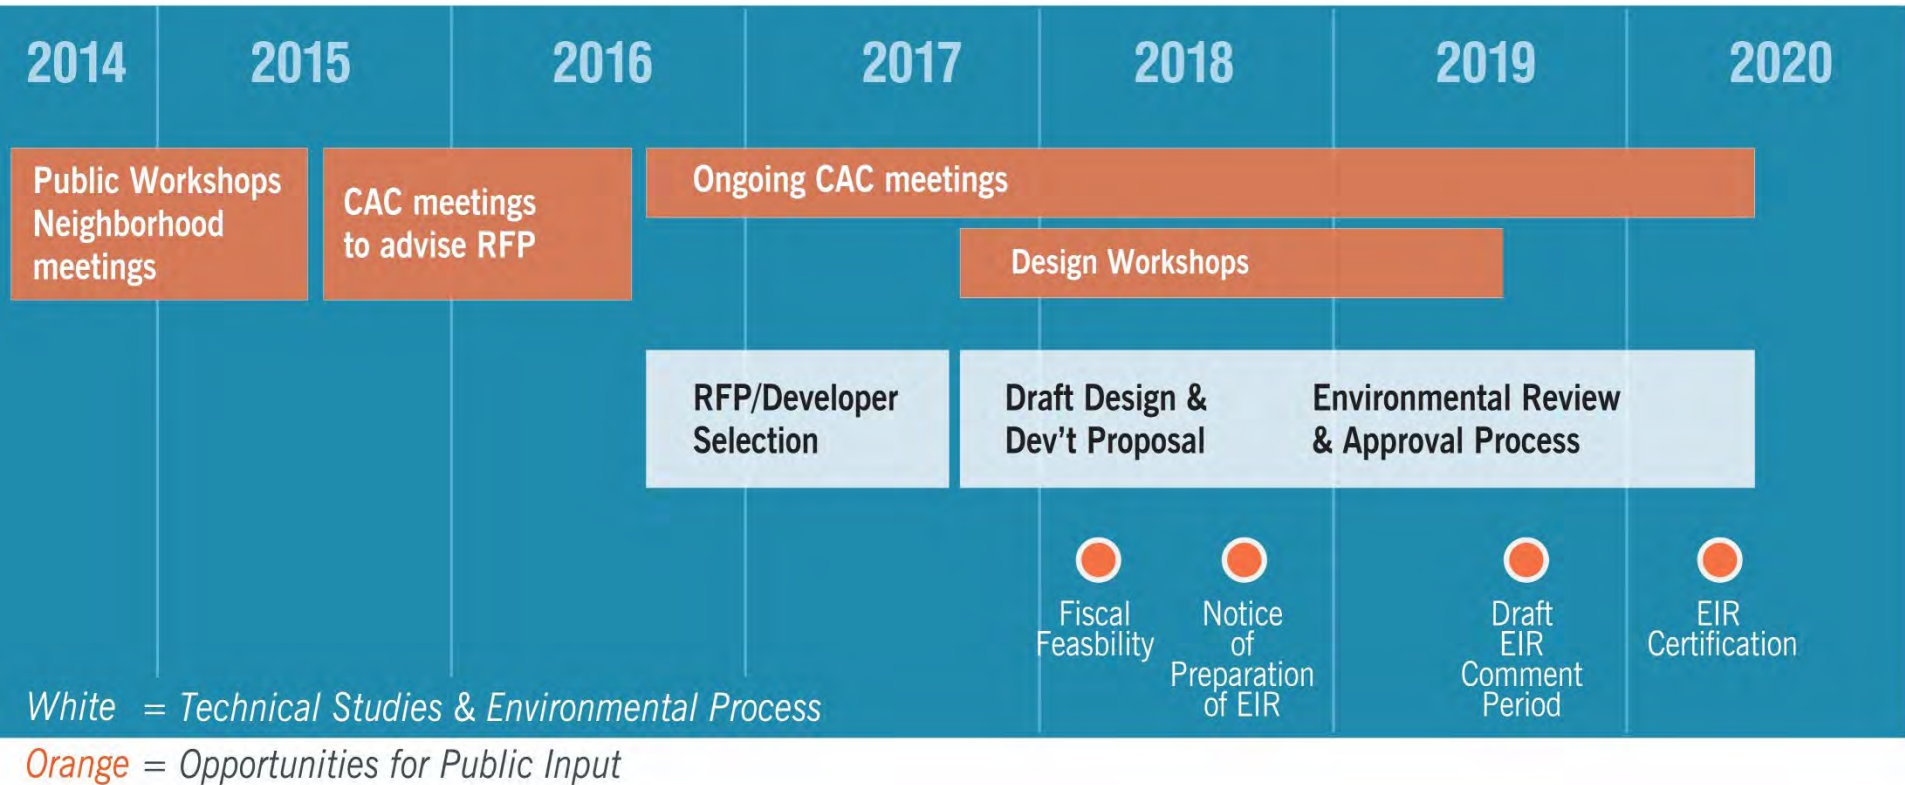 2014 2015 2016 2017 2018 2019 2020
Public Workshops
Neighborhood
meetings
CAC meetings
to advise RFP
Ongoing CAC meetings
Design Workshops
RFP/Developer
Selection
Draft Design &
Dev't Proposal
Environmental Review
& Approval Process
Fiscal
Feasbility
Notice
of
Preparation
of EIR
Draft
EIR
Comment
Period
EIR
Certification
White = Technical Studies & Environmental Process
Orange = Opportunities for Public Input